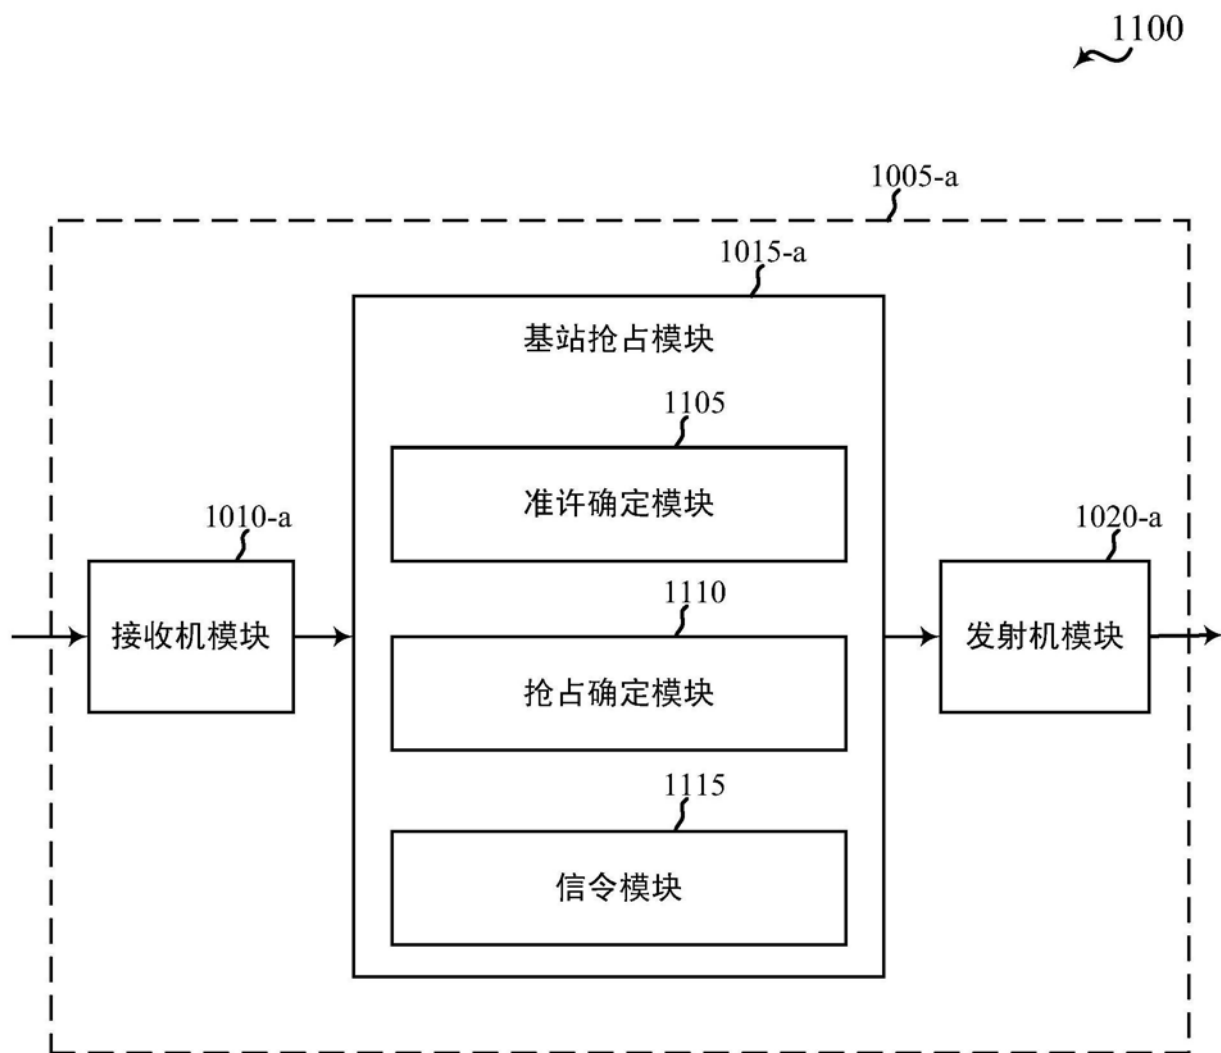 1100
1005-a
1015-a
基站抢占模块
1105
准许确定模块
1010-a
接收机模块
1110
抢占确定模块
1020-a
发射机模块
1115
信令模块